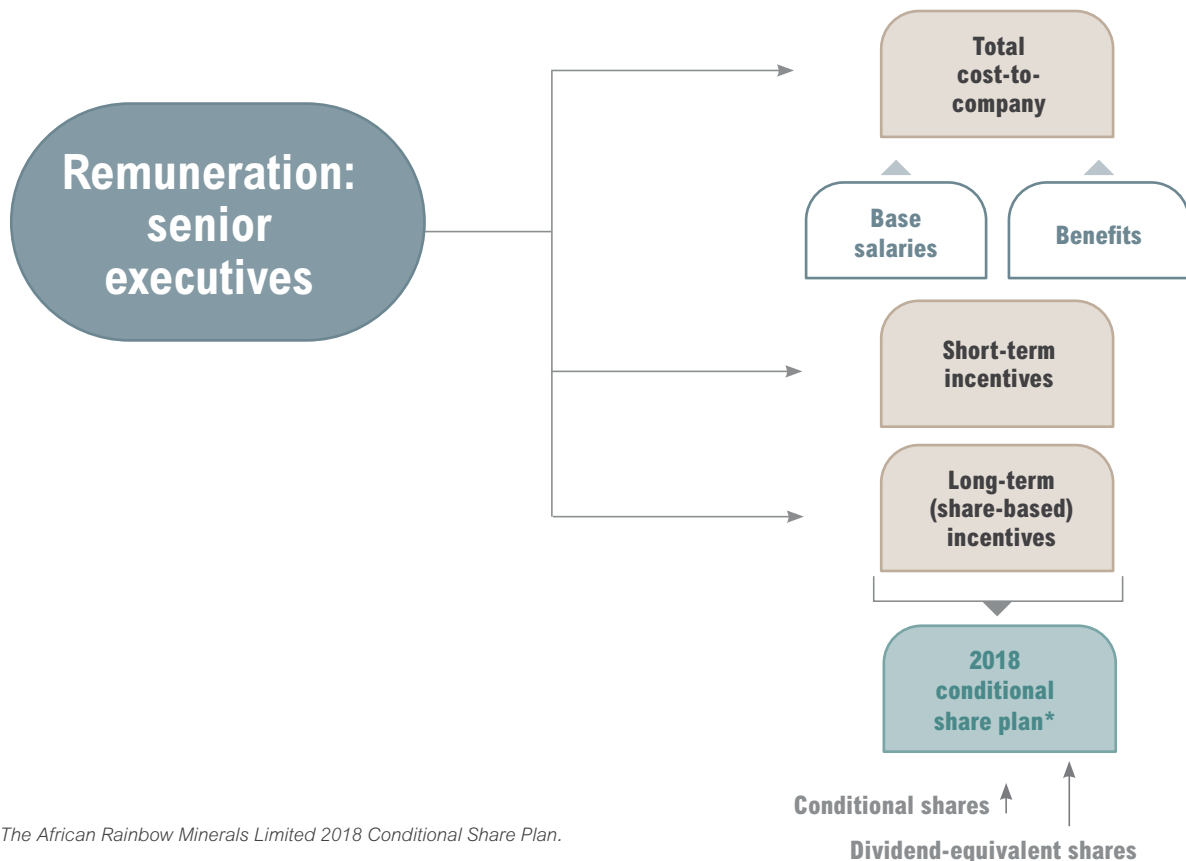 Remuneration:
senior
executives
Total
cost-to-
company
Base
salaries
Benefits
Short-term
incentives
Long-term
(share-based)
incentives
2018
conditional
share plan*
Conditional shares
Dividend-equivalent shares
The African Rainbow Minerals Limited 2018 Conditional Share Plan.